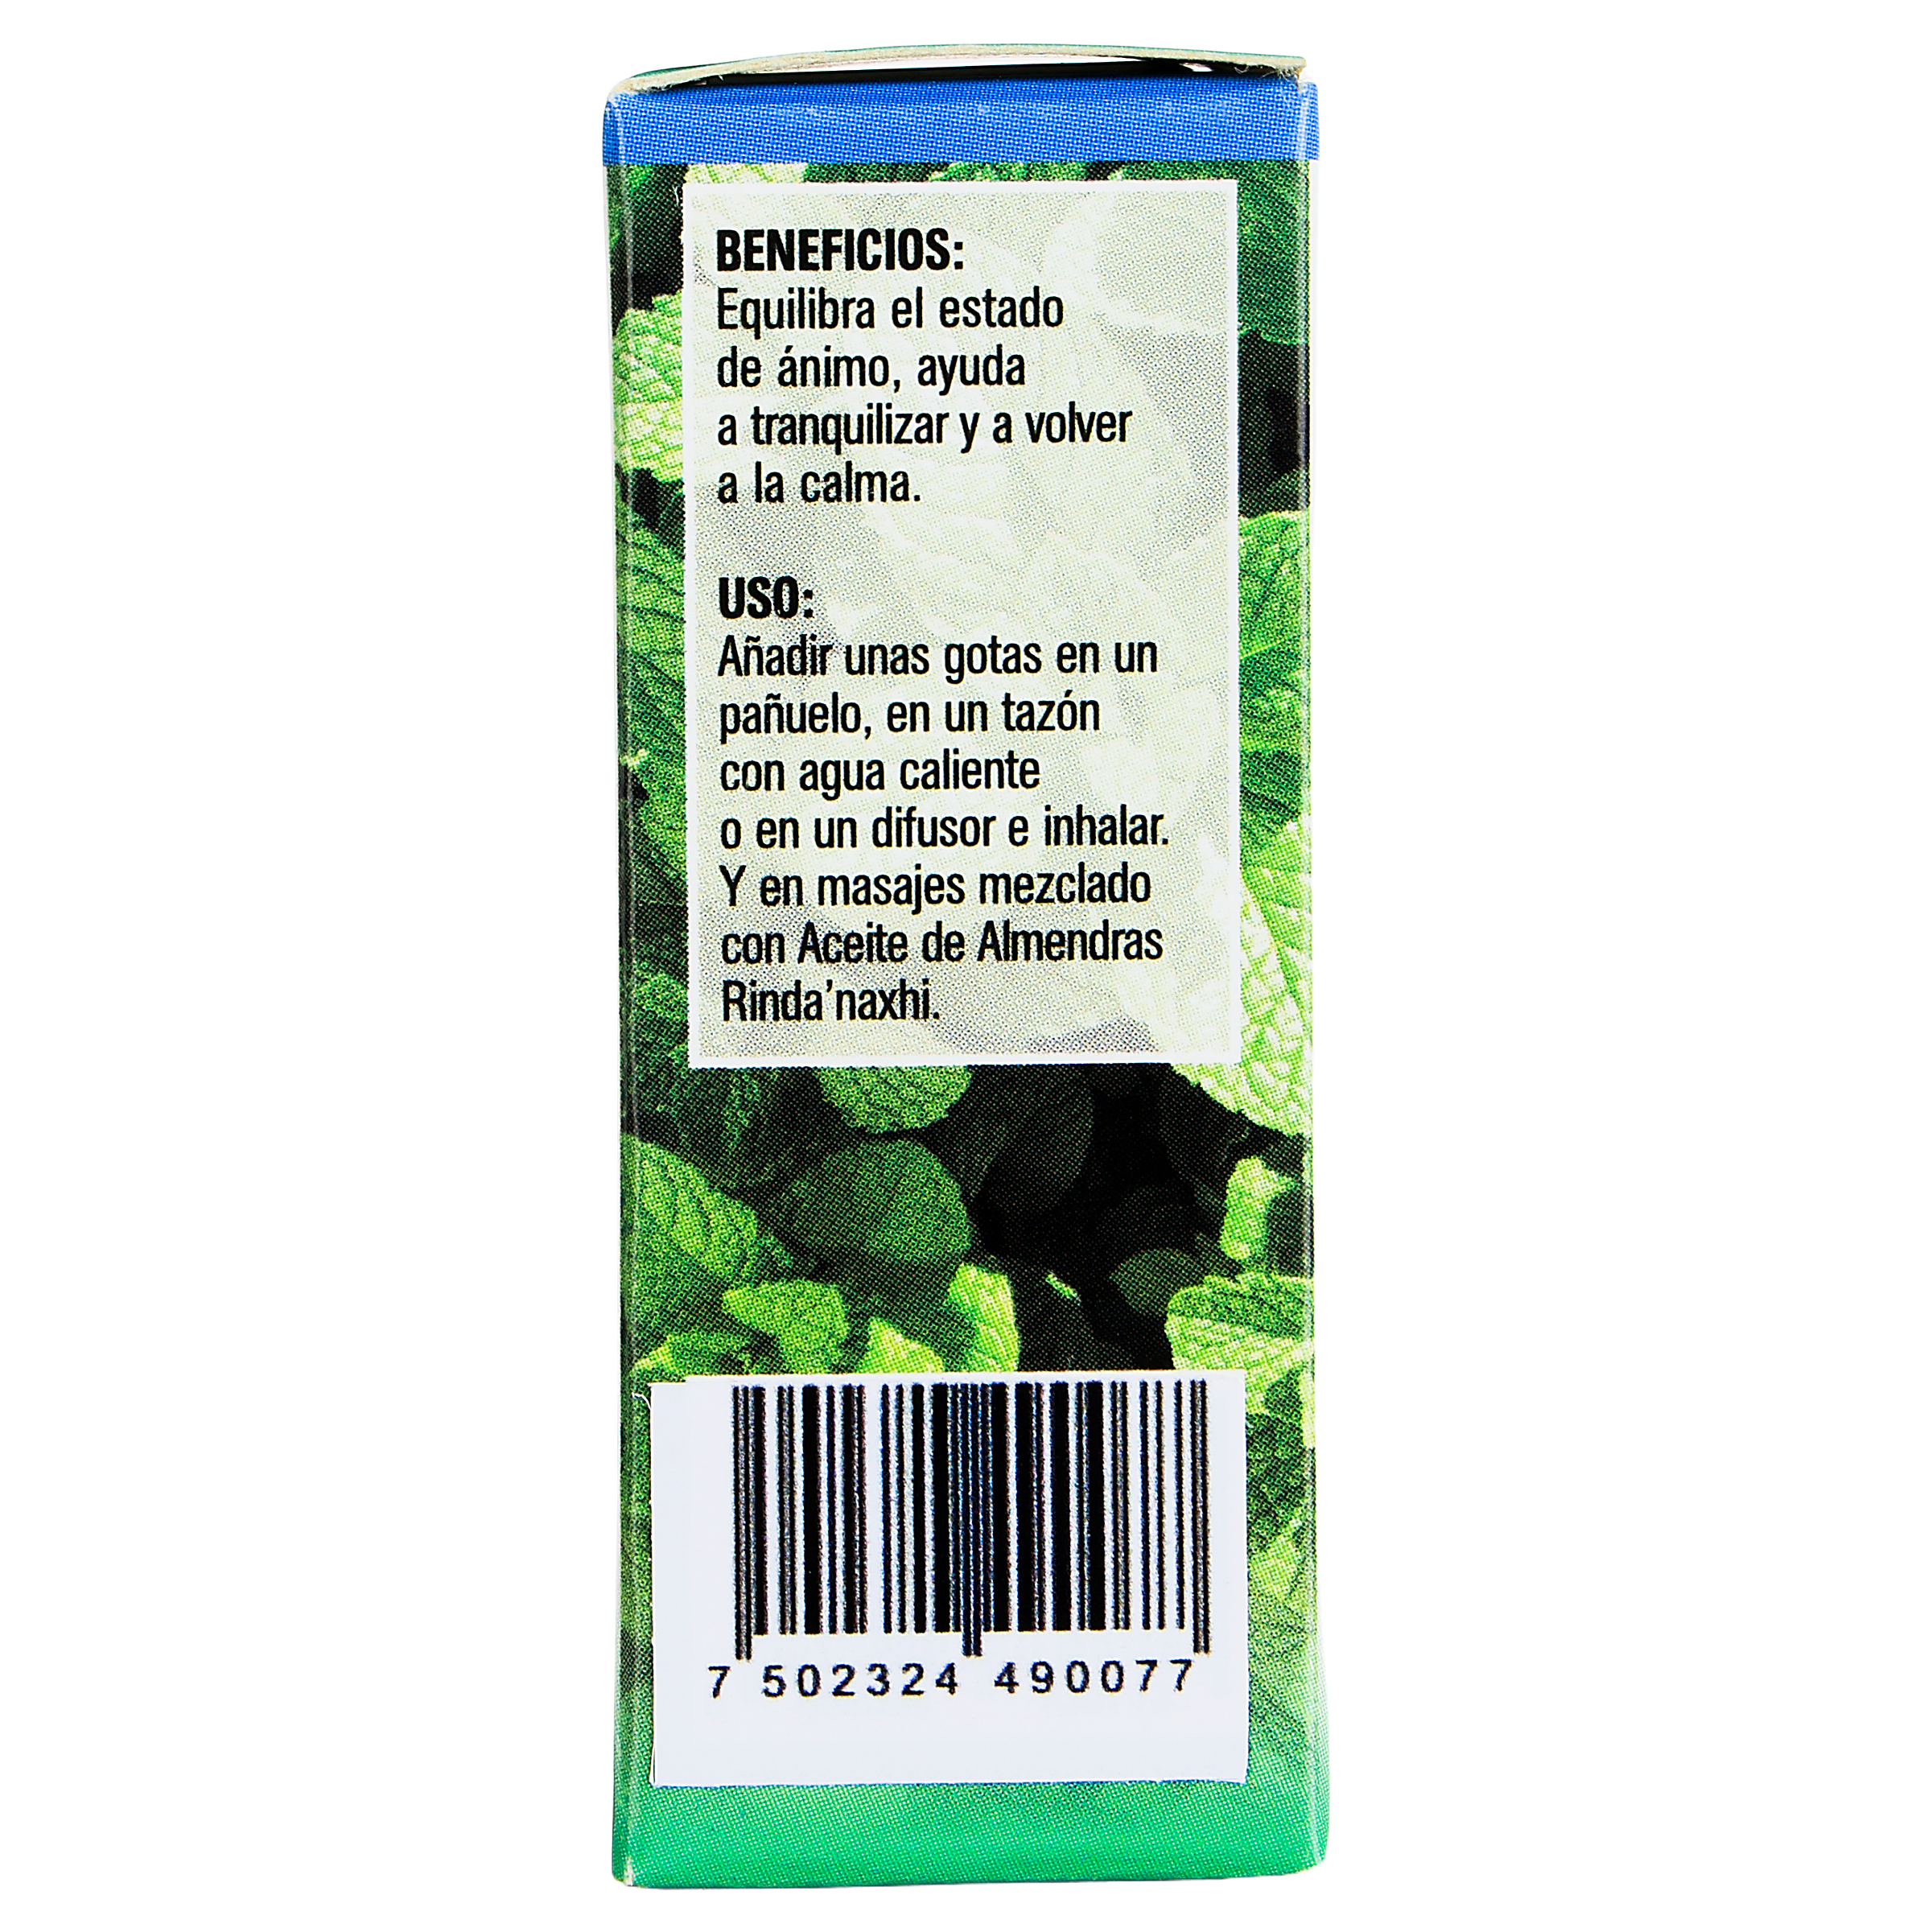 BENEFICIOS:
Equilibra el estado
de ánimo, ayuda
a tranquilizar y a volver
a la calma.
USO:
Añadir unas gotas en un
pañuelo, en un tazón
con agua caliente
o en un difusor e inhalar.
Y en masajes mezclado
con Aceite de Almendras
Rinda'naxhi.
7 502324 490077